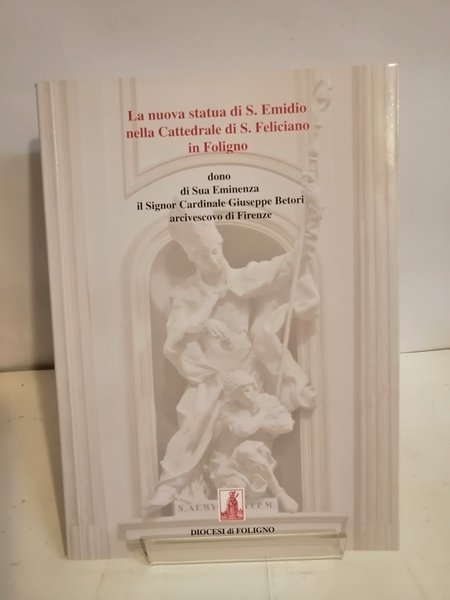 La nuova statua di S. Emidio
nella Cattedrale di S. Feliciano
in Foligno
dono
di Sua Eminenza
il Signor Cardinale Giuseppe Betori
arcivescovo di Firenze
S. AEMY
E.P.M.
DIOCESI di FOLIGNO